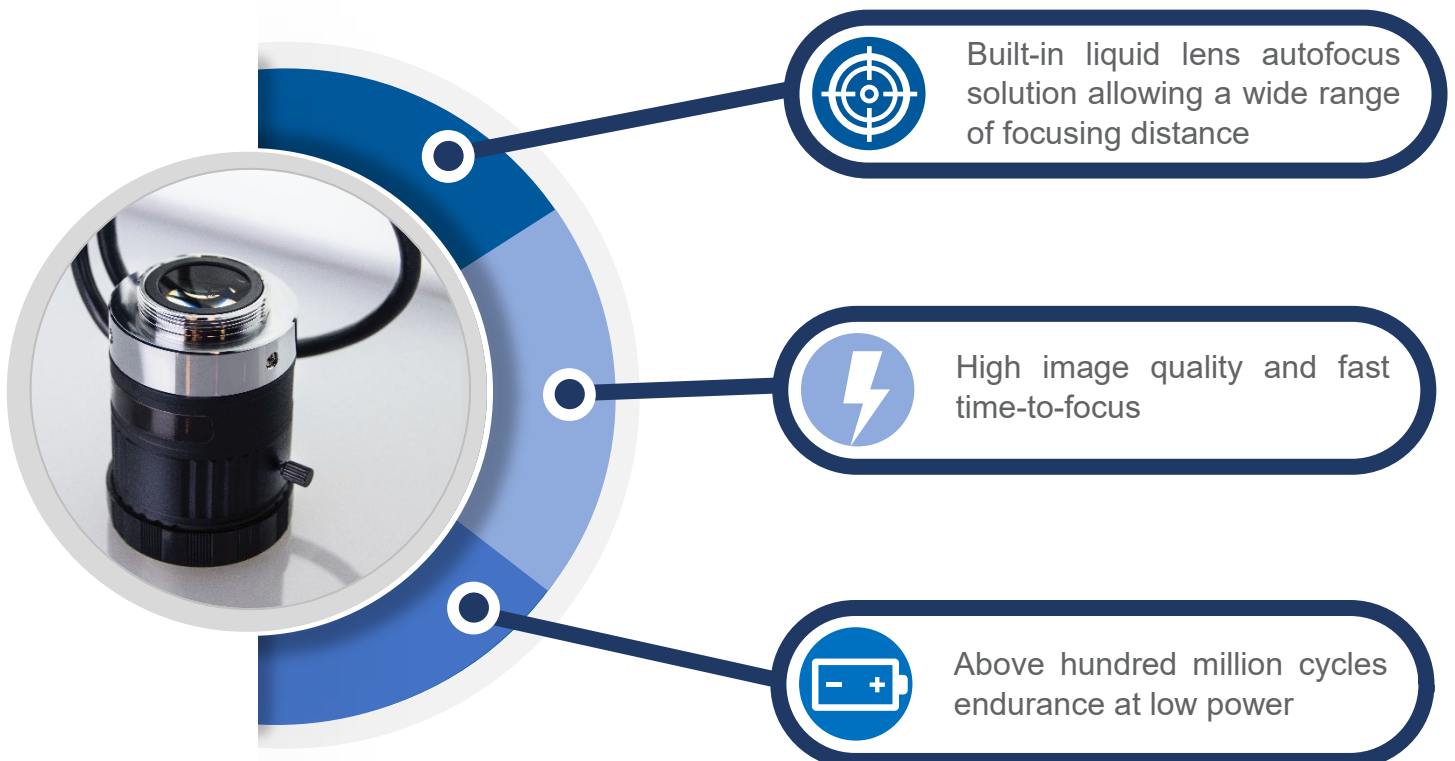 Built-in liquid lens autofocus
solution allowing a wide range
of focusing distance
High image quality and fast
time-to-focus
Above hundred million cycles
endurance at low power